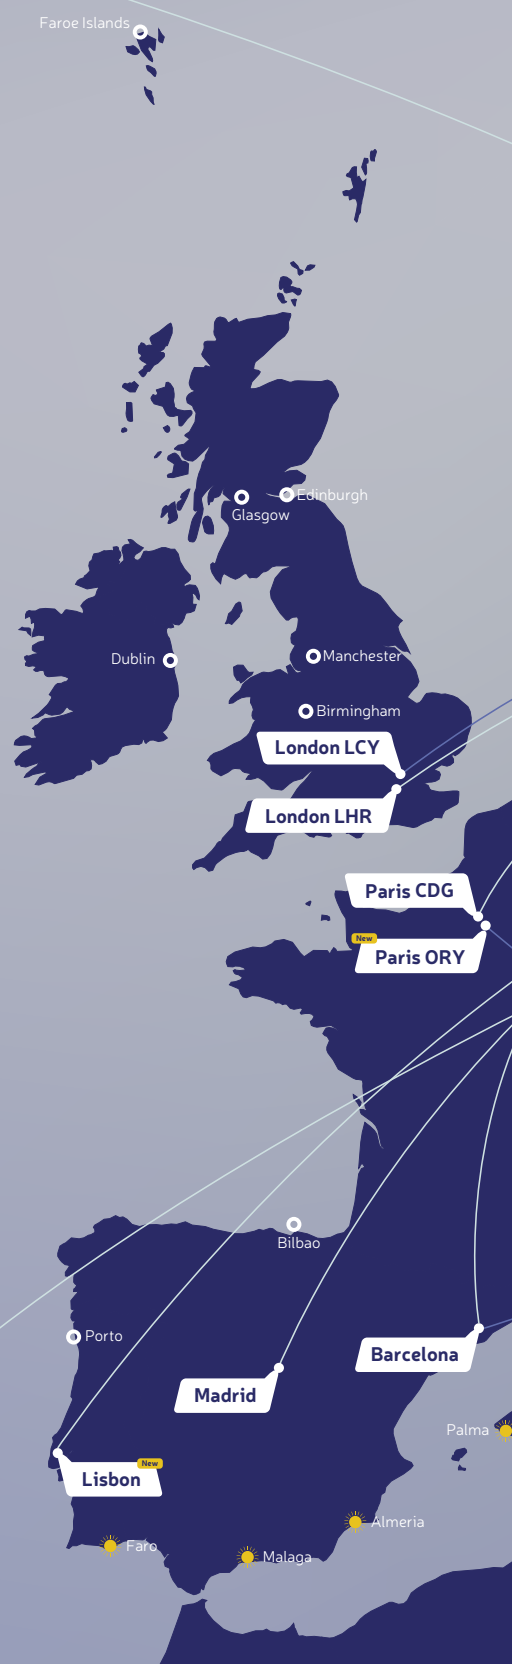 Faroe Islands
Edinburgh
Glasgow
Dublin
Manchester
Birmingham
London LCY
London LHR
Paris CDG
New
Paris ORY
Bilbao
Porto
Barcelona
Madrid
Palma
New
Lisbon
Almeria
Faro
Malaga